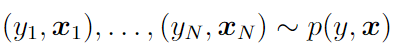 (y₁, 𝒙₁), . . . , (y_N, 𝒙_N) ∼ p(y, 𝒙)